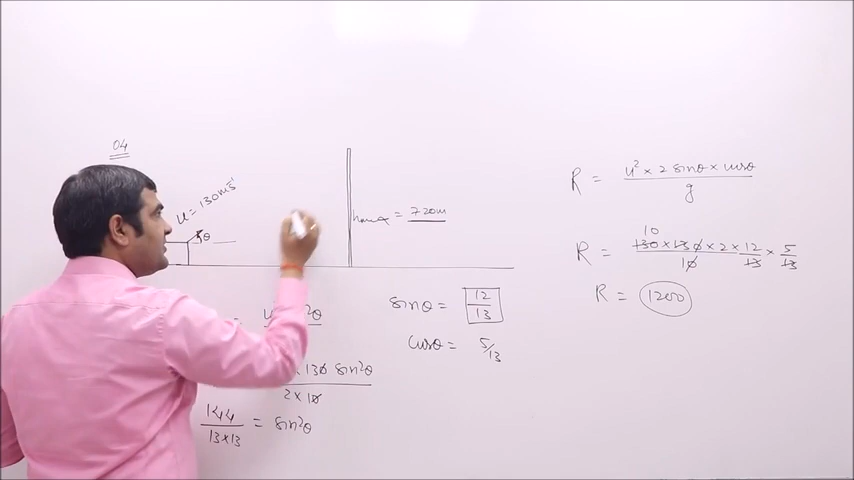 04
u = 130ms⁻¹
θ
hmax = 720m
u² θ
× 130 sin²θ
2 × 10
144 / 13×13 = sin²θ
sinθ = 12/13
cosθ = 5/13
R = u² × 2 sinθ × cosθ / g
10
R = 130 × 130 × 2 × 12/13 × 5/13
10
R = 1200